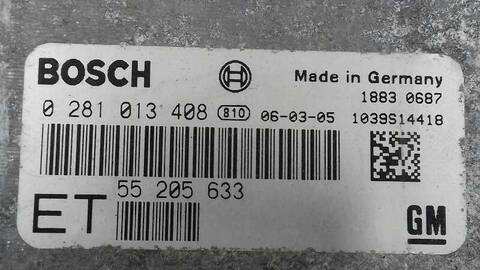 BOSCH
Made in Germany
1883 0687
0 281 013 408 810 06-03-05 1039S14418
ET 55 205 633
GM